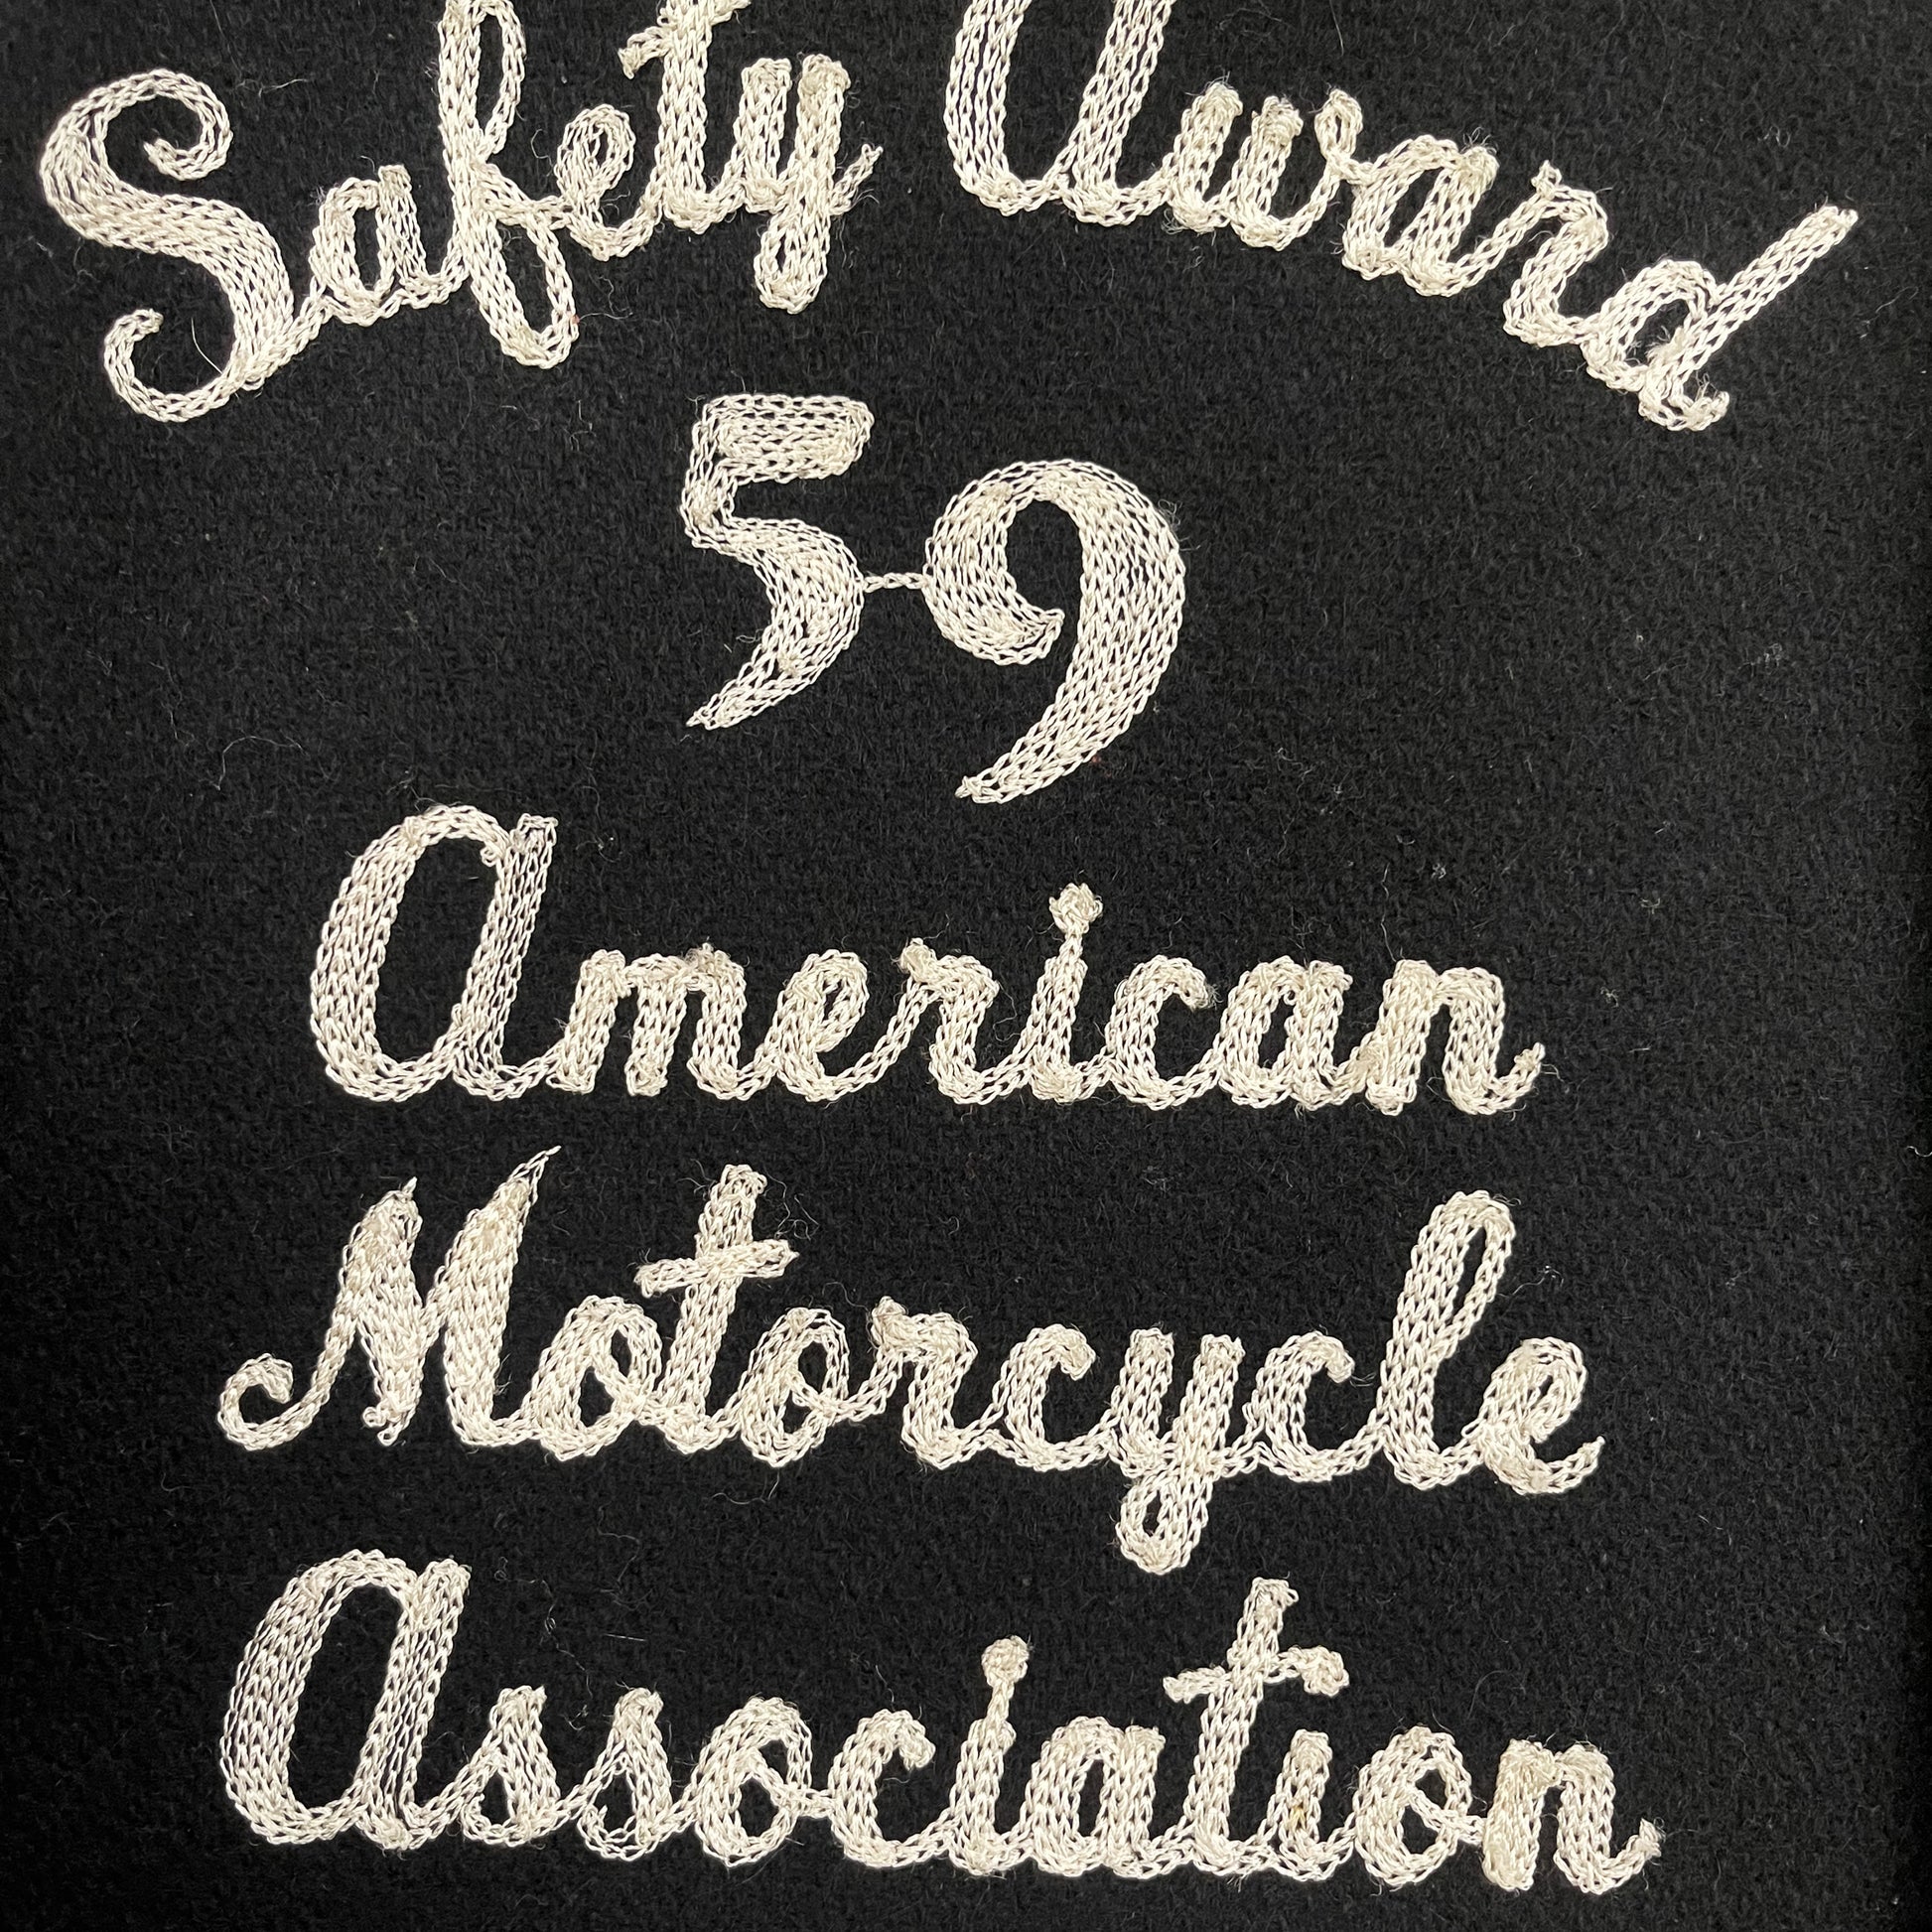 Safety Award
59
American
Motorcycle
Association